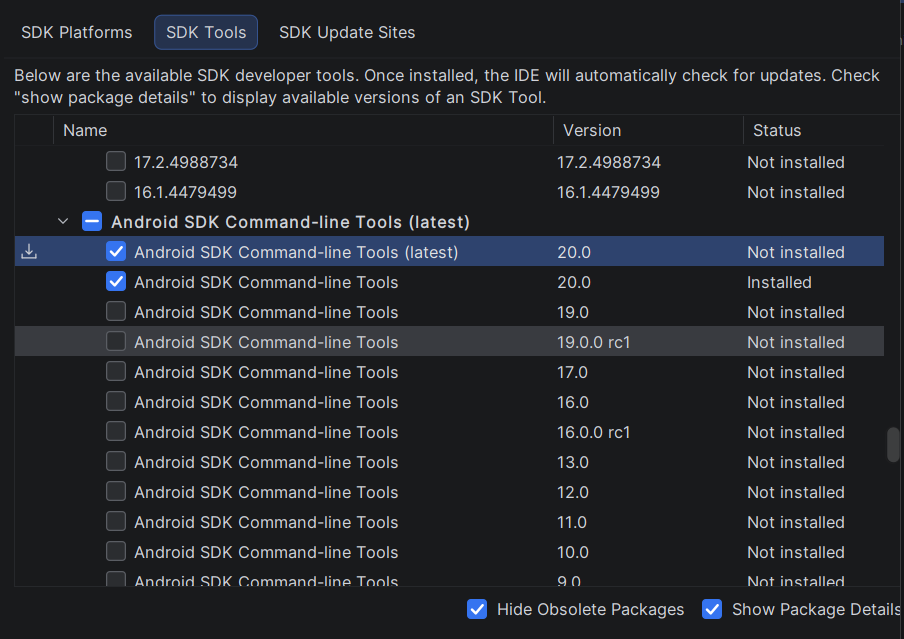 SDK Platforms SDK Tools SDK Update Sites
Below are the available SDK developer tools. Once installed, the IDE will automatically check for updates. Check
"show package details" to display available versions of an SDK Tool.
Name Version Status
17.2.4988734 17.2.4988734 Not installed
16.1.4479499 16.1.4479499 Not installed
Android SDK Command-line Tools (latest)
Android SDK Command-line Tools (latest) 20.0 Not installed
Android SDK Command-line Tools 20.0 Installed
Android SDK Command-line Tools 19.0 Not installed
Android SDK Command-line Tools 19.0.0 rc1 Not installed
Android SDK Command-line Tools 17.0 Not installed
Android SDK Command-line Tools 16.0 Not installed
Android SDK Command-line Tools 16.0.0 rc1 Not installed
Android SDK Command-line Tools 13.0 Not installed
Android SDK Command-line Tools 12.0 Not installed
Android SDK Command-line Tools 11.0 Not installed
Android SDK Command-line Tools 10.0 Not installed
Android SDK Command-line Tools 9.0 Not installed
Hide Obsolete Packages Show Package Details